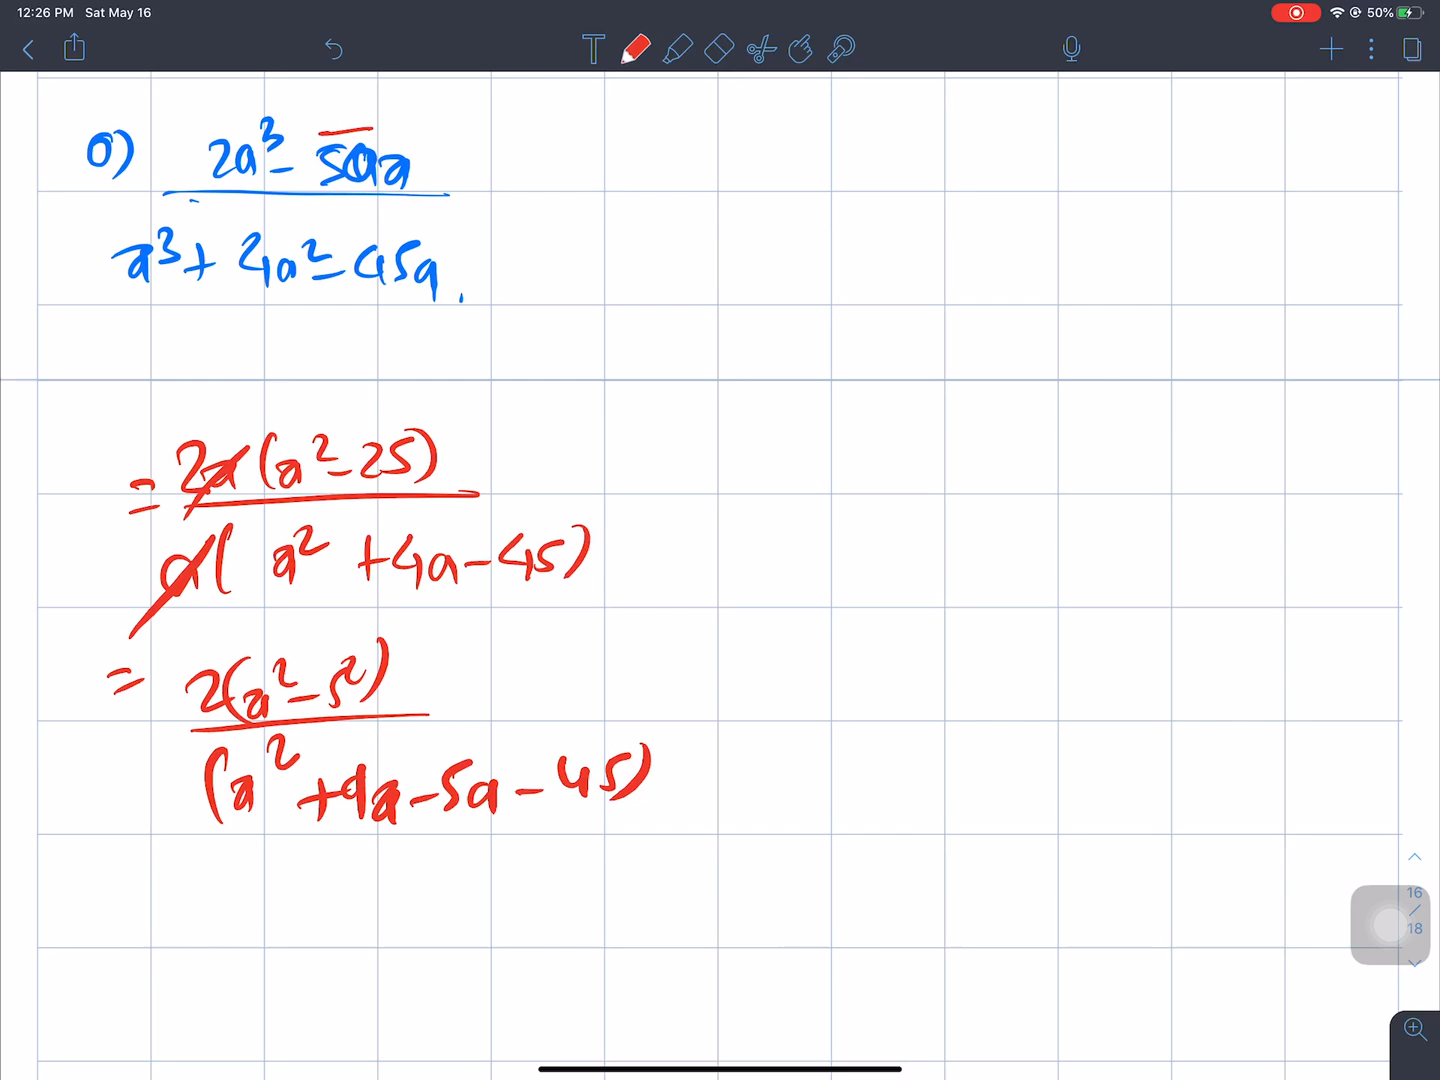 12:26 PM Sat May 16 50%
T
0) 2a³ - 50a
a³ + 4a² - 45a.
= 2a(a² - 25)
a( a² + 4a - 45)
= 2(a² - 5²)
(a² + 9a - 5a - 45)
16
/
18